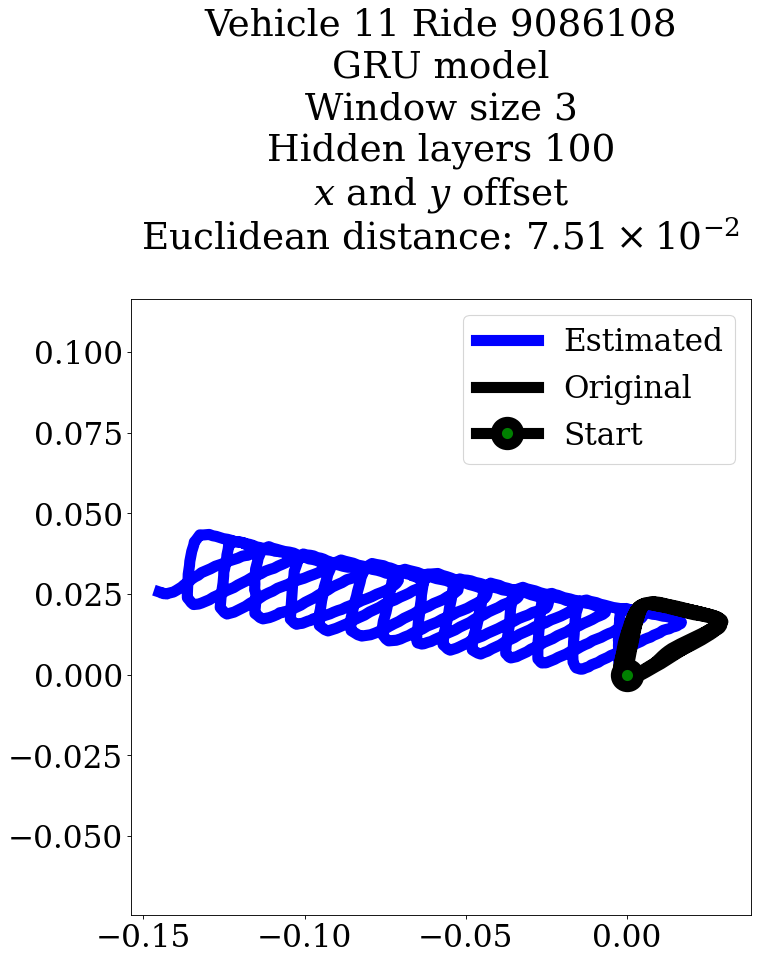 Vehicle 11 Ride 9086108
GRU model
Window size 3
Hidden layers 100
x and y offset
Euclidean distance: 7.51 × 10⁻²
Estimated
Original
Start
0.100
0.075
0.050
0.025
0.000
−0.025
−0.050
−0.15 −0.10 −0.05 0.00